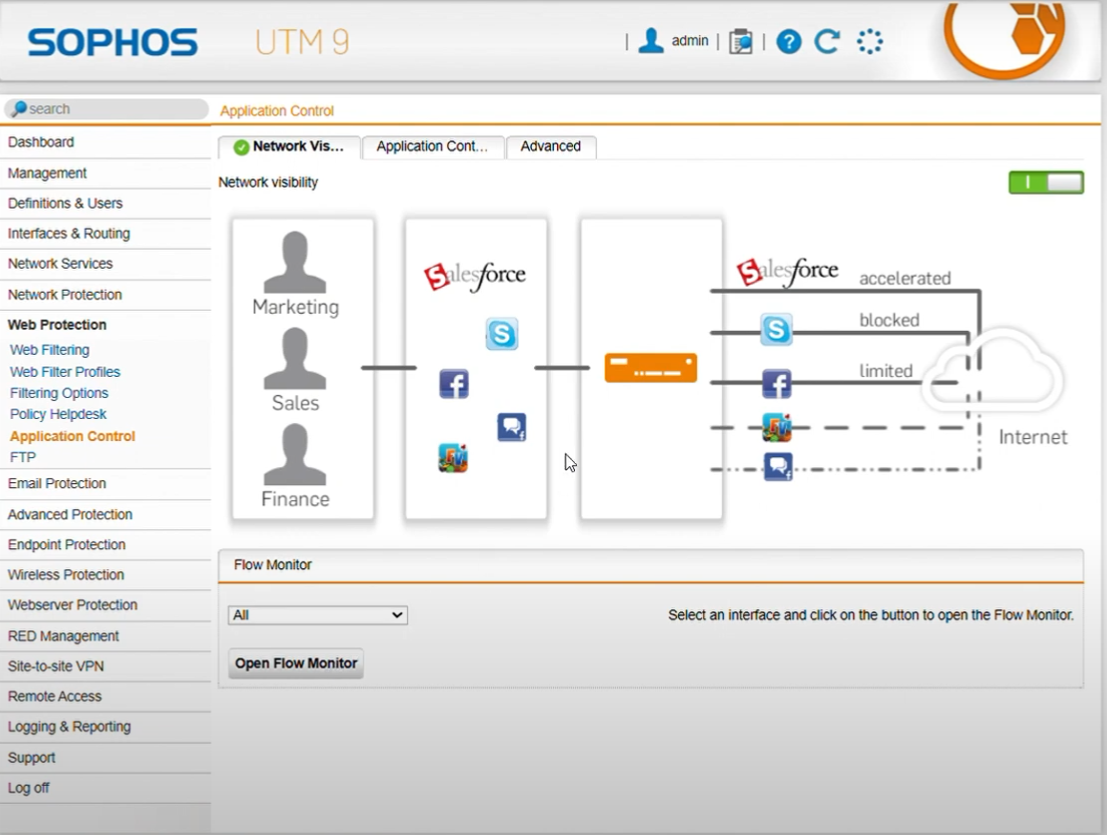 SOPHOS UTM 9
admin
search
Application Control
Dashboard
Management
Definitions & Users
Interfaces & Routing
Network Services
Network Protection
Web Protection
Web Filtering
Web Filter Profiles
Filtering Options
Policy Helpdesk
Application Control
FTP
Email Protection
Advanced Protection
Endpoint Protection
Wireless Protection
Webserver Protection
RED Management
Site-to-site VPN
Remote Access
Logging & Reporting
Support
Log off
Network Vis... Application Cont... Advanced
Network visibility
Marketing
Sales
Finance
Salesforce
Salesforce
accelerated
blocked
limited
Internet
Flow Monitor
All
Select an interface and click on the button to open the Flow Monitor.
Open Flow Monitor